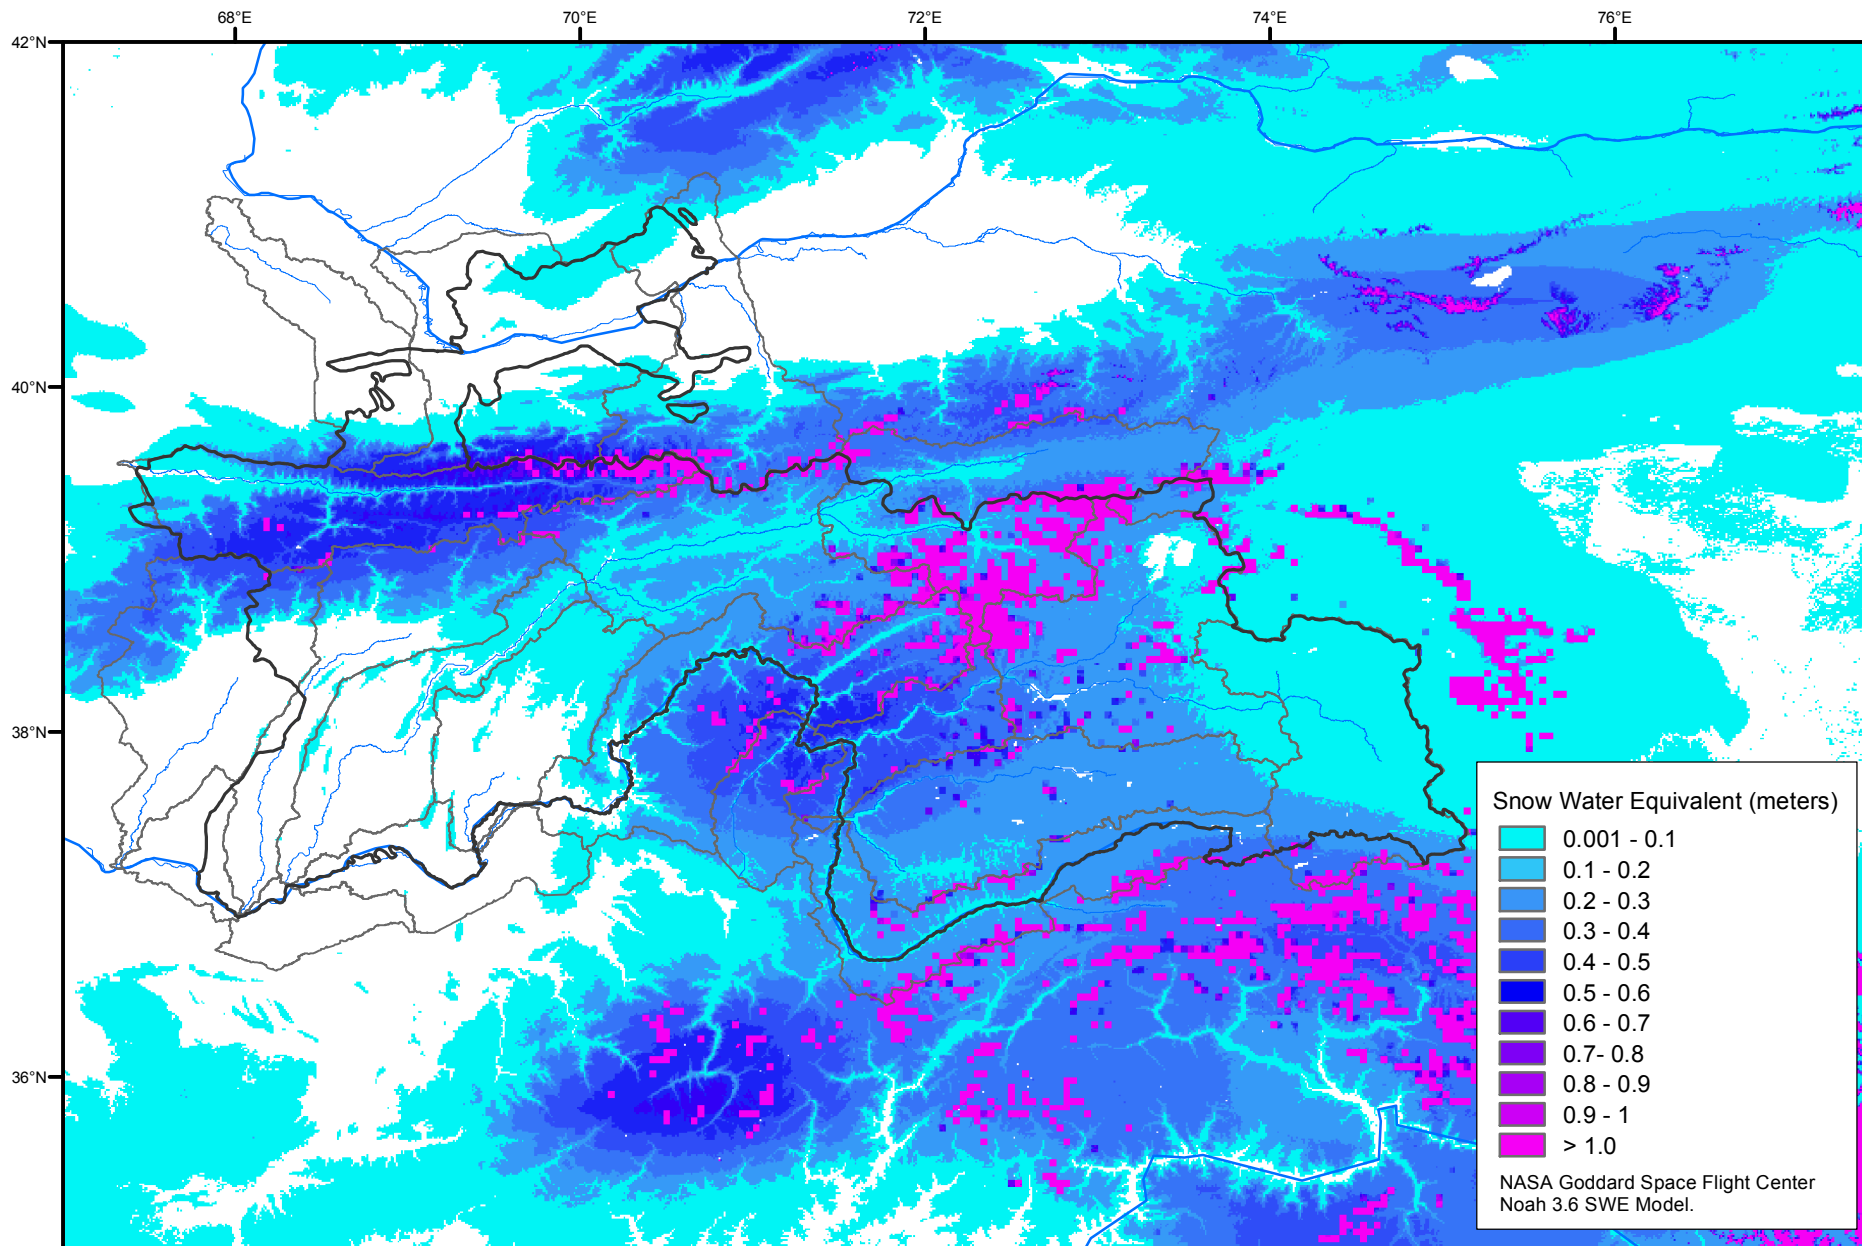 68°E
70°E
72°E
74°E
76°E
42°N
40°N
38°N
36°N
Snow Water Equivalent (meters)
0.001 - 0.1
0.1 - 0.2
0.2 - 0.3
0.3 - 0.4
0.4 - 0.5
0.5 - 0.6
0.6 - 0.7
0.7- 0.8
0.8 - 0.9
0.9 - 1
> 1.0
NASA Goddard Space Flight Center
Noah 3.6 SWE Model.